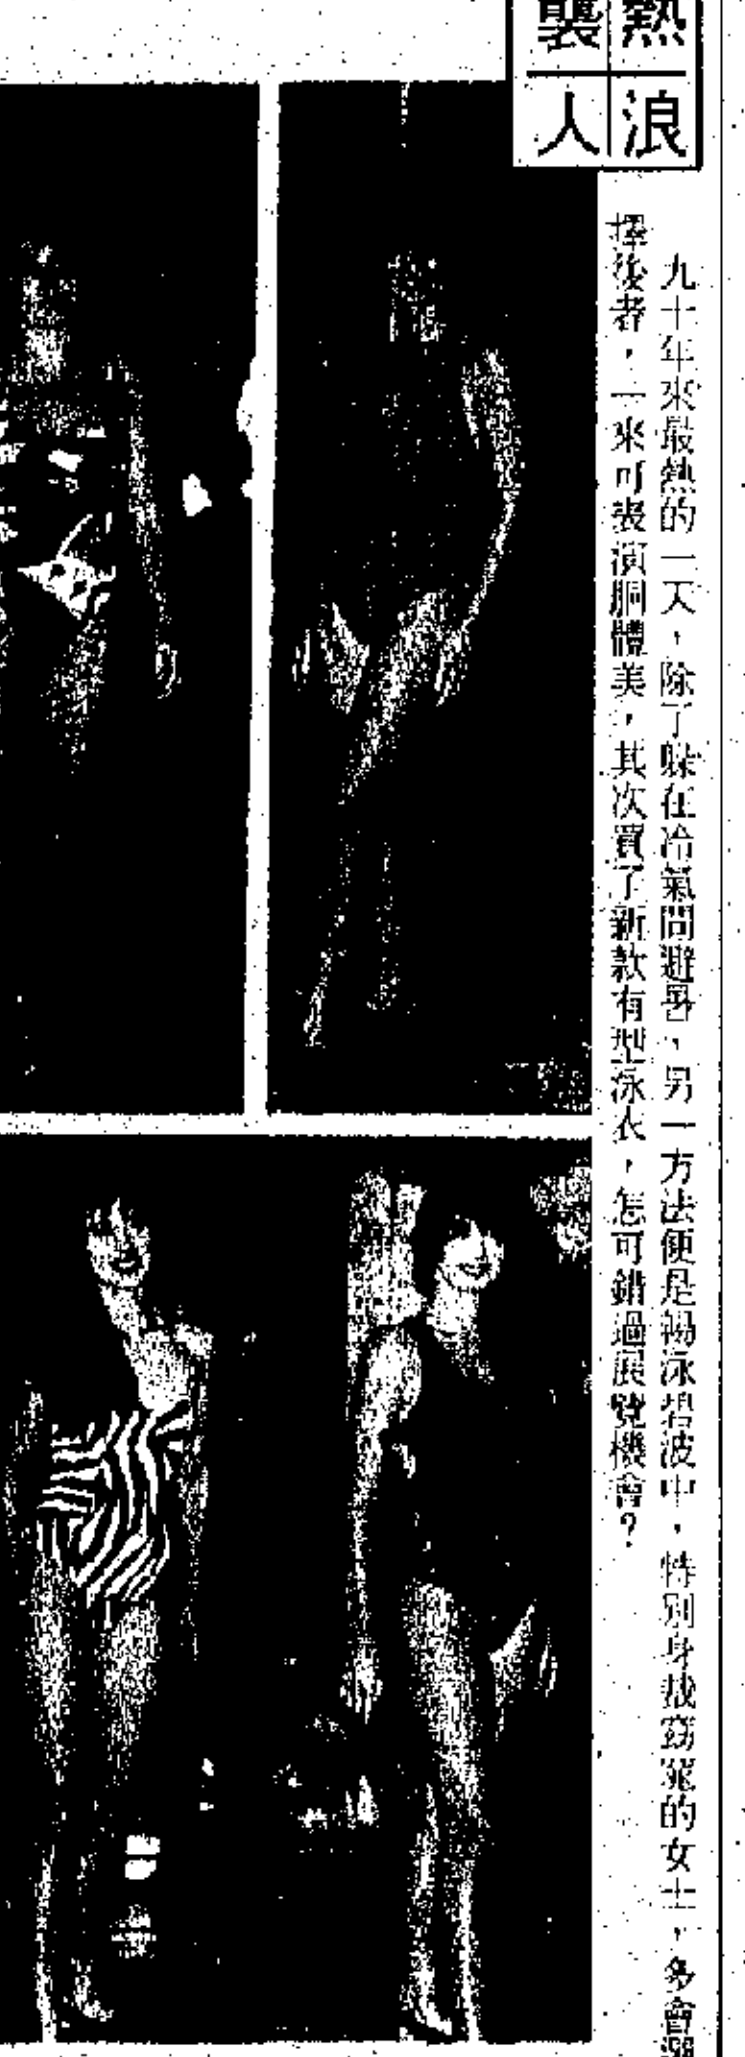 熱浪
襲人
九十年來最熱的一天，除了躲在冷氣間避暑，另一方法便是暢泳碧波中，特別身裁窈窕的女士，多會選
擇後者，一來可表演胴體美，其次買了新款有型泳衣，怎可錯過展覽機會？